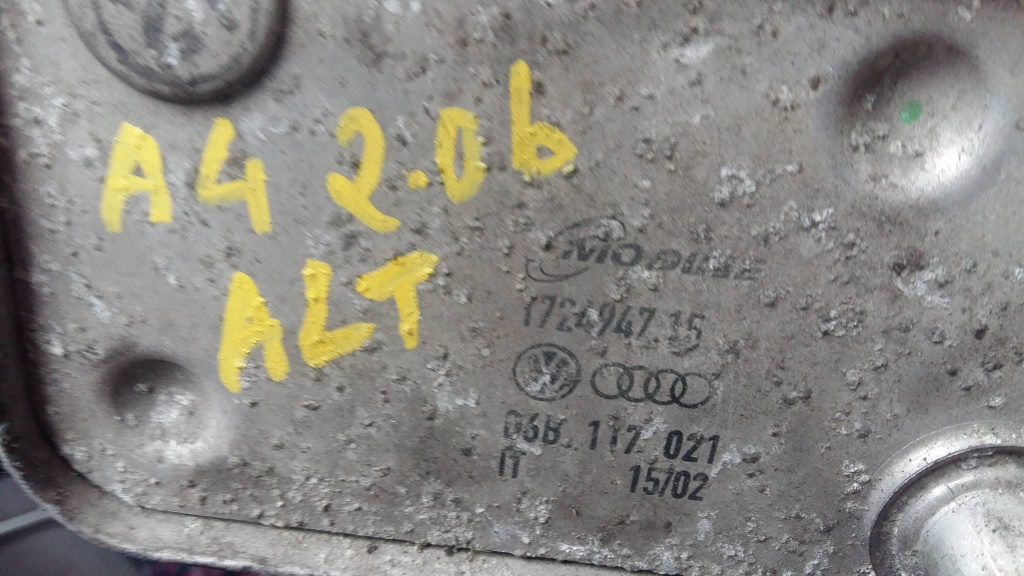 A4 2.0b
ALT
MODINE
1724947.15
06B 117 021
IT 15/02